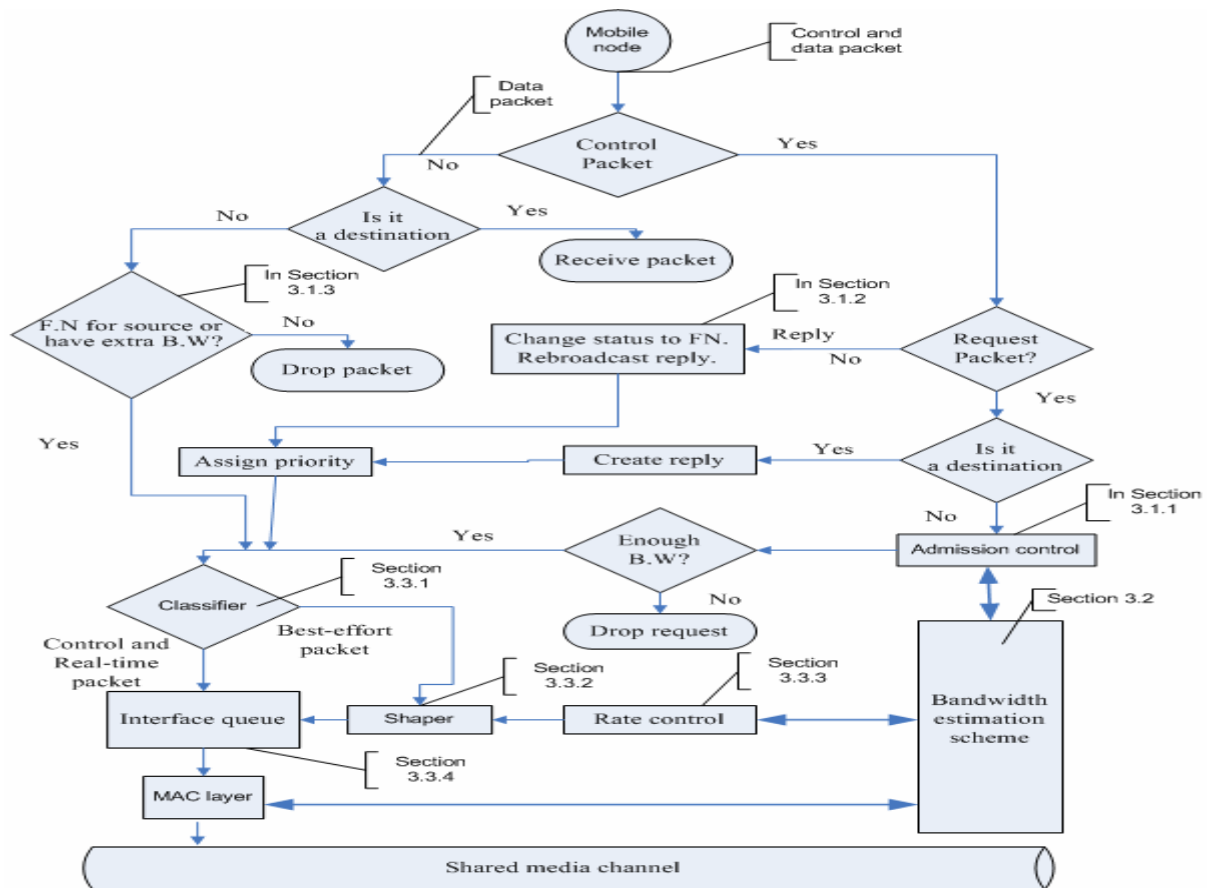 Mobile
node
Control and
data packet
Data
packet
Control
Packet
Yes
No
Is it
a destination
No
Yes
Receive packet
In Section
3.1.3
In Section
3.1.2
F.N for source or
have extra B.W?
No
Drop packet
Change status to FN.
Rebroadcast reply.
Reply
No
Request
Packet?
Yes
Yes
Assign priority
Create reply
Yes
Is it
a destination
In Section
3.1.1
No
Yes
Enough
B.W?
Admission control
Classifier
Section
3.3.1
No
Drop request
Section 3.2
Control and
Real-time
packet
Best-effort
packet
Section
3.3.2
Section
3.3.3
Interface queue
Shaper
Rate control
Bandwidth
estimation
scheme
Section
3.3.4
MAC layer
Shared media channel